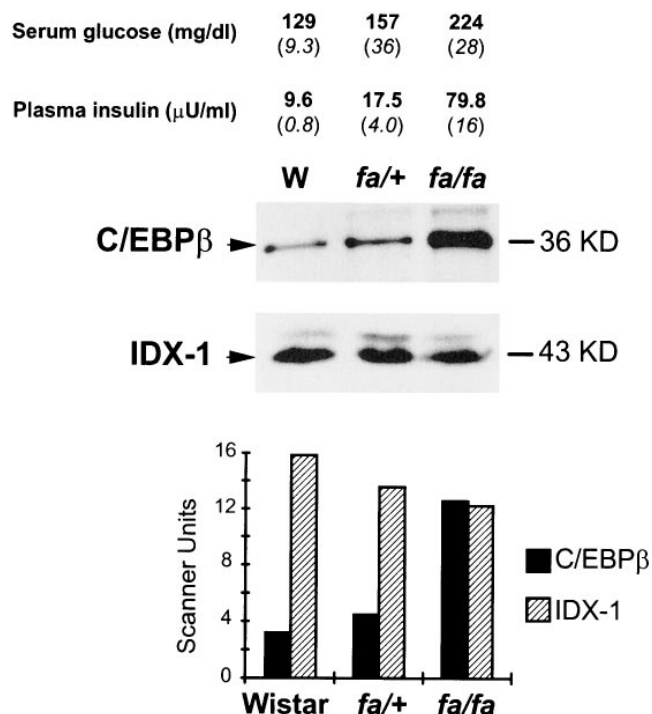 Serum glucose (mg/dl) 129 157 224
(9.3) (36) (28)
Plasma insulin (μU/ml) 9.6 17.5 79.8
(0.8) (4.0) (16)
W fa/+ fa/fa
C/EBPβ 36 KD
IDX-1 43 KD
16
12
8
4
0
Scanner Units
C/EBPβ
IDX-1
Wistar fa/+ fa/fa